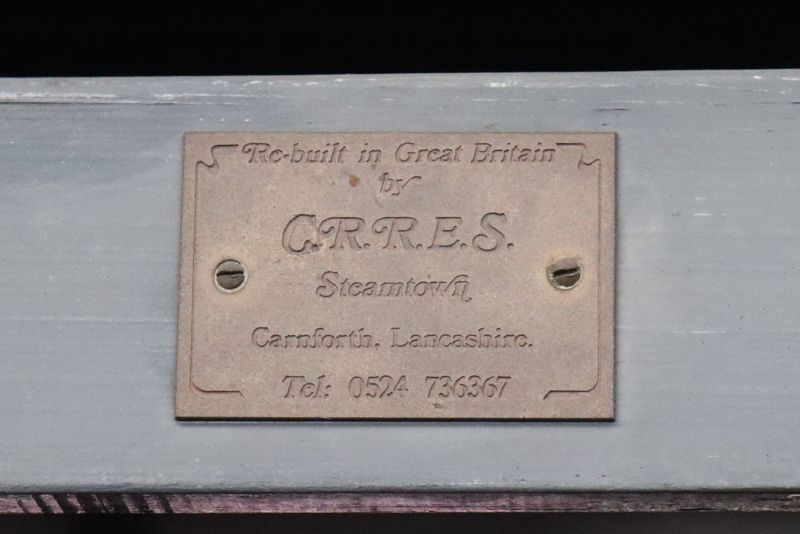 Re-built in Great Britain
by
C.R.R.E.S.
Steamtown
Carnforth, Lancashire.
Tel: 0524 736367